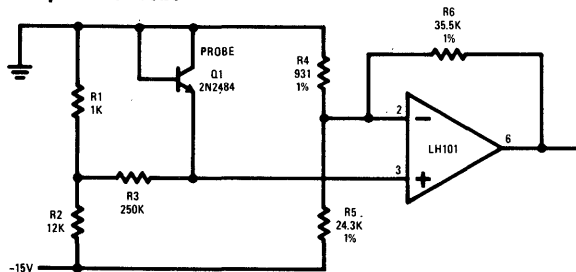 R6
35.5K
1%
PROBE
Q1
2N2484
R4
931
1%
R1
1K
2
LH101
6
3
R3
250K
R2
12K
R5
24.3K
1%
-15V